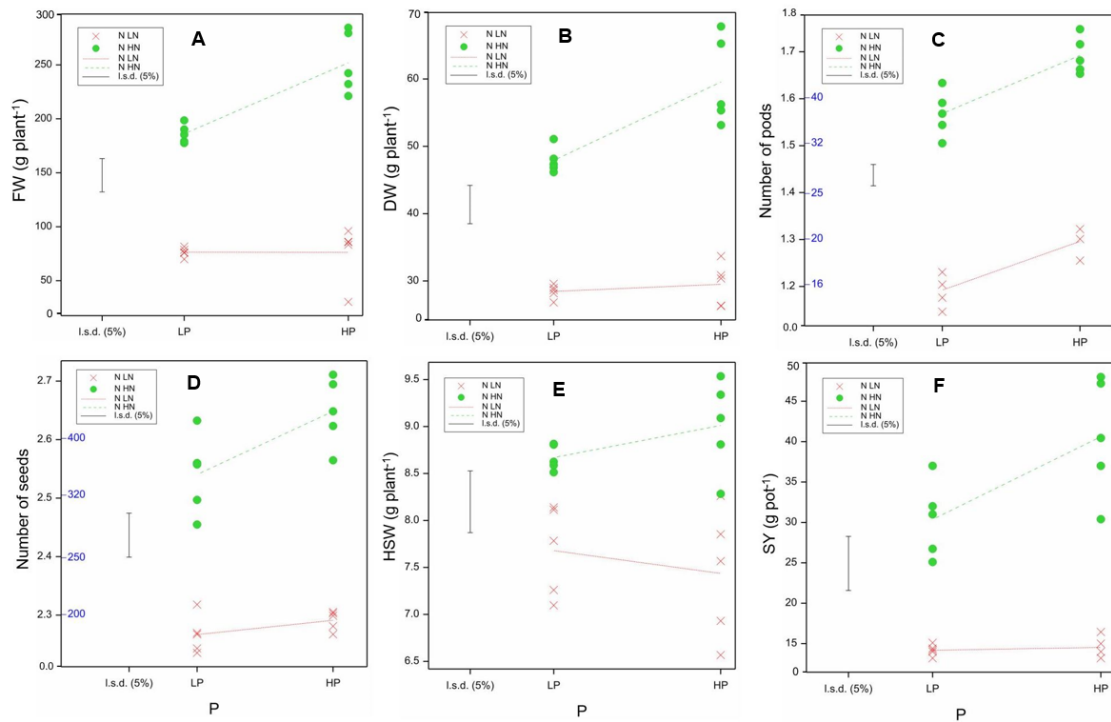 A
N LN
N HN
N LN
N HN
l.s.d. (5%)
FW (g plant-1)
300
250
200
150
100
50
0
l.s.d. (5%) LP HP
B
N LN
N HN
N LN
N HN
l.s.d. (5%)
DW (g plant-1)
70
60
50
40
30
0
l.s.d. (5%) LP HP
C
N LN
N HN
N LN
N HN
l.s.d. (5%)
Number of pods
1.8
1.7
1.6
1.5
1.4
1.3
1.2
0.0
40
32
25
20
16
l.s.d. (5%) LP HP
D
N LN
N HN
N LN
N HN
l.s.d. (5%)
Number of seeds
2.7
2.6
2.5
2.4
2.3
0.0
400
320
250
200
l.s.d. (5%) LP HP
P
E
N LN
N HN
N LN
N HN
l.s.d. (5%)
HSW (g plant-1)
9.5
9.0
8.5
8.0
7.5
7.0
6.5
l.s.d. (5%) LP HP
P
F
N LN
N HN
N LN
N HN
l.s.d. (5%)
SY (g pot-1)
50
45
40
35
30
25
20
15
0
l.s.d. (5%) LP HP
P